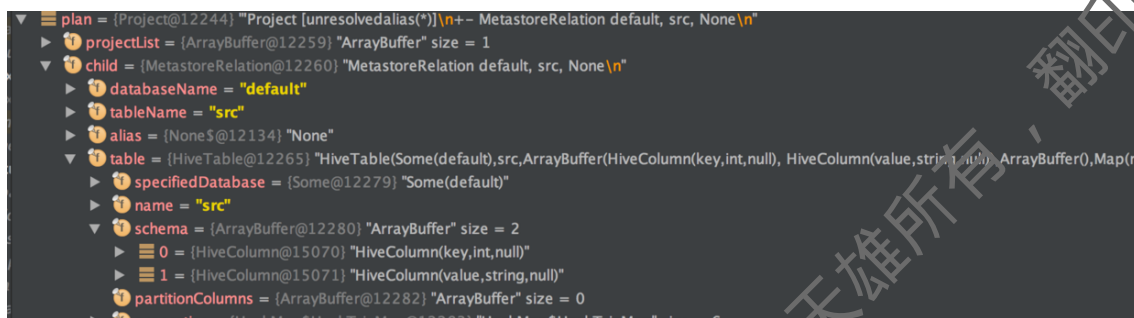 plan = {Project@12244} "'Project [unresolvedalias(*)]\n+- MetastoreRelation default, src, None\n"
projectList = {ArrayBuffer@12259} "ArrayBuffer" size = 1
child = {MetastoreRelation@12260} "MetastoreRelation default, src, None\n"
databaseName = "default"
tableName = "src"
alias = {None$@12134} "None"
table = {HiveTable@12265} "HiveTable(Some(default),src,ArrayBuffer(HiveColumn(key,int,null), HiveColumn(value,string,null)),ArrayBuffer(),Map(
specifiedDatabase = {Some@12279} "Some(default)"
name = "src"
schema = {ArrayBuffer@12280} "ArrayBuffer" size = 2
0 = {HiveColumn@15070} "HiveColumn(key,int,null)"
1 = {HiveColumn@15071} "HiveColumn(value,string,null)"
partitionColumns = {ArrayBuffer@12282} "ArrayBuffer" size = 0
天雄所有，翻印